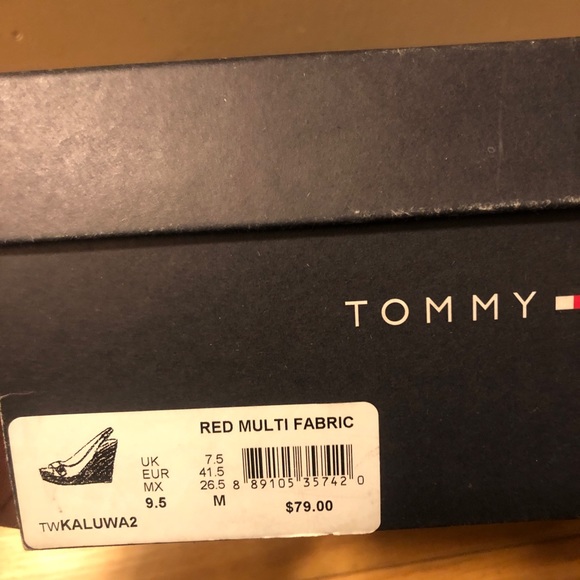 TOMMY
RED MULTI FABRIC
UK 7.5
EUR 41.5
MX 26.5
9.5 M
8 89105 35742 0
$79.00
TWKALUWA2